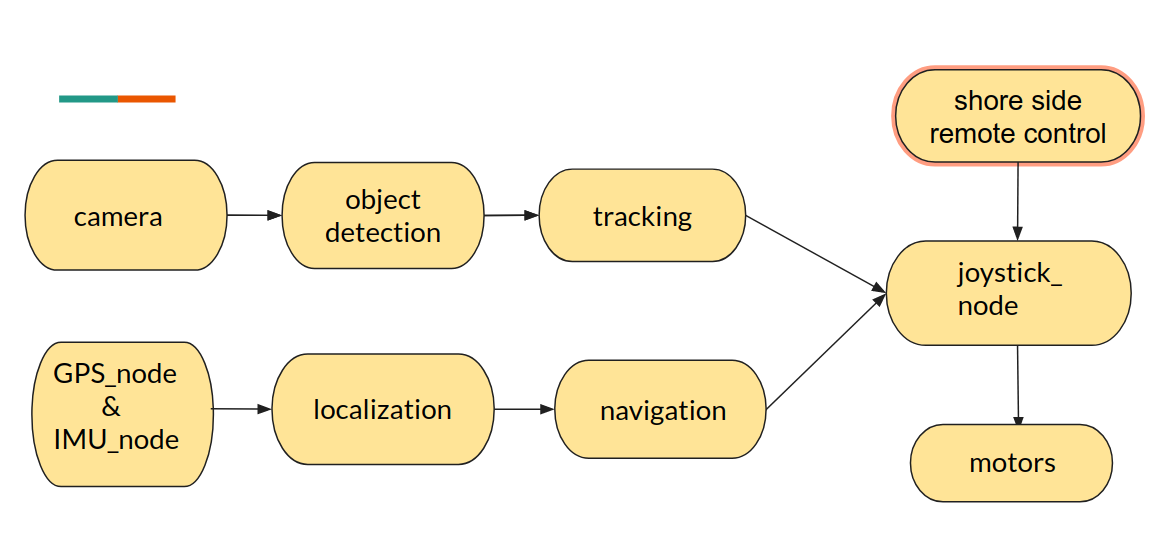 shore side
remote control
camera
object
detection
tracking
joystick_
node
GPS_node
&
IMU_node
localization
navigation
motors